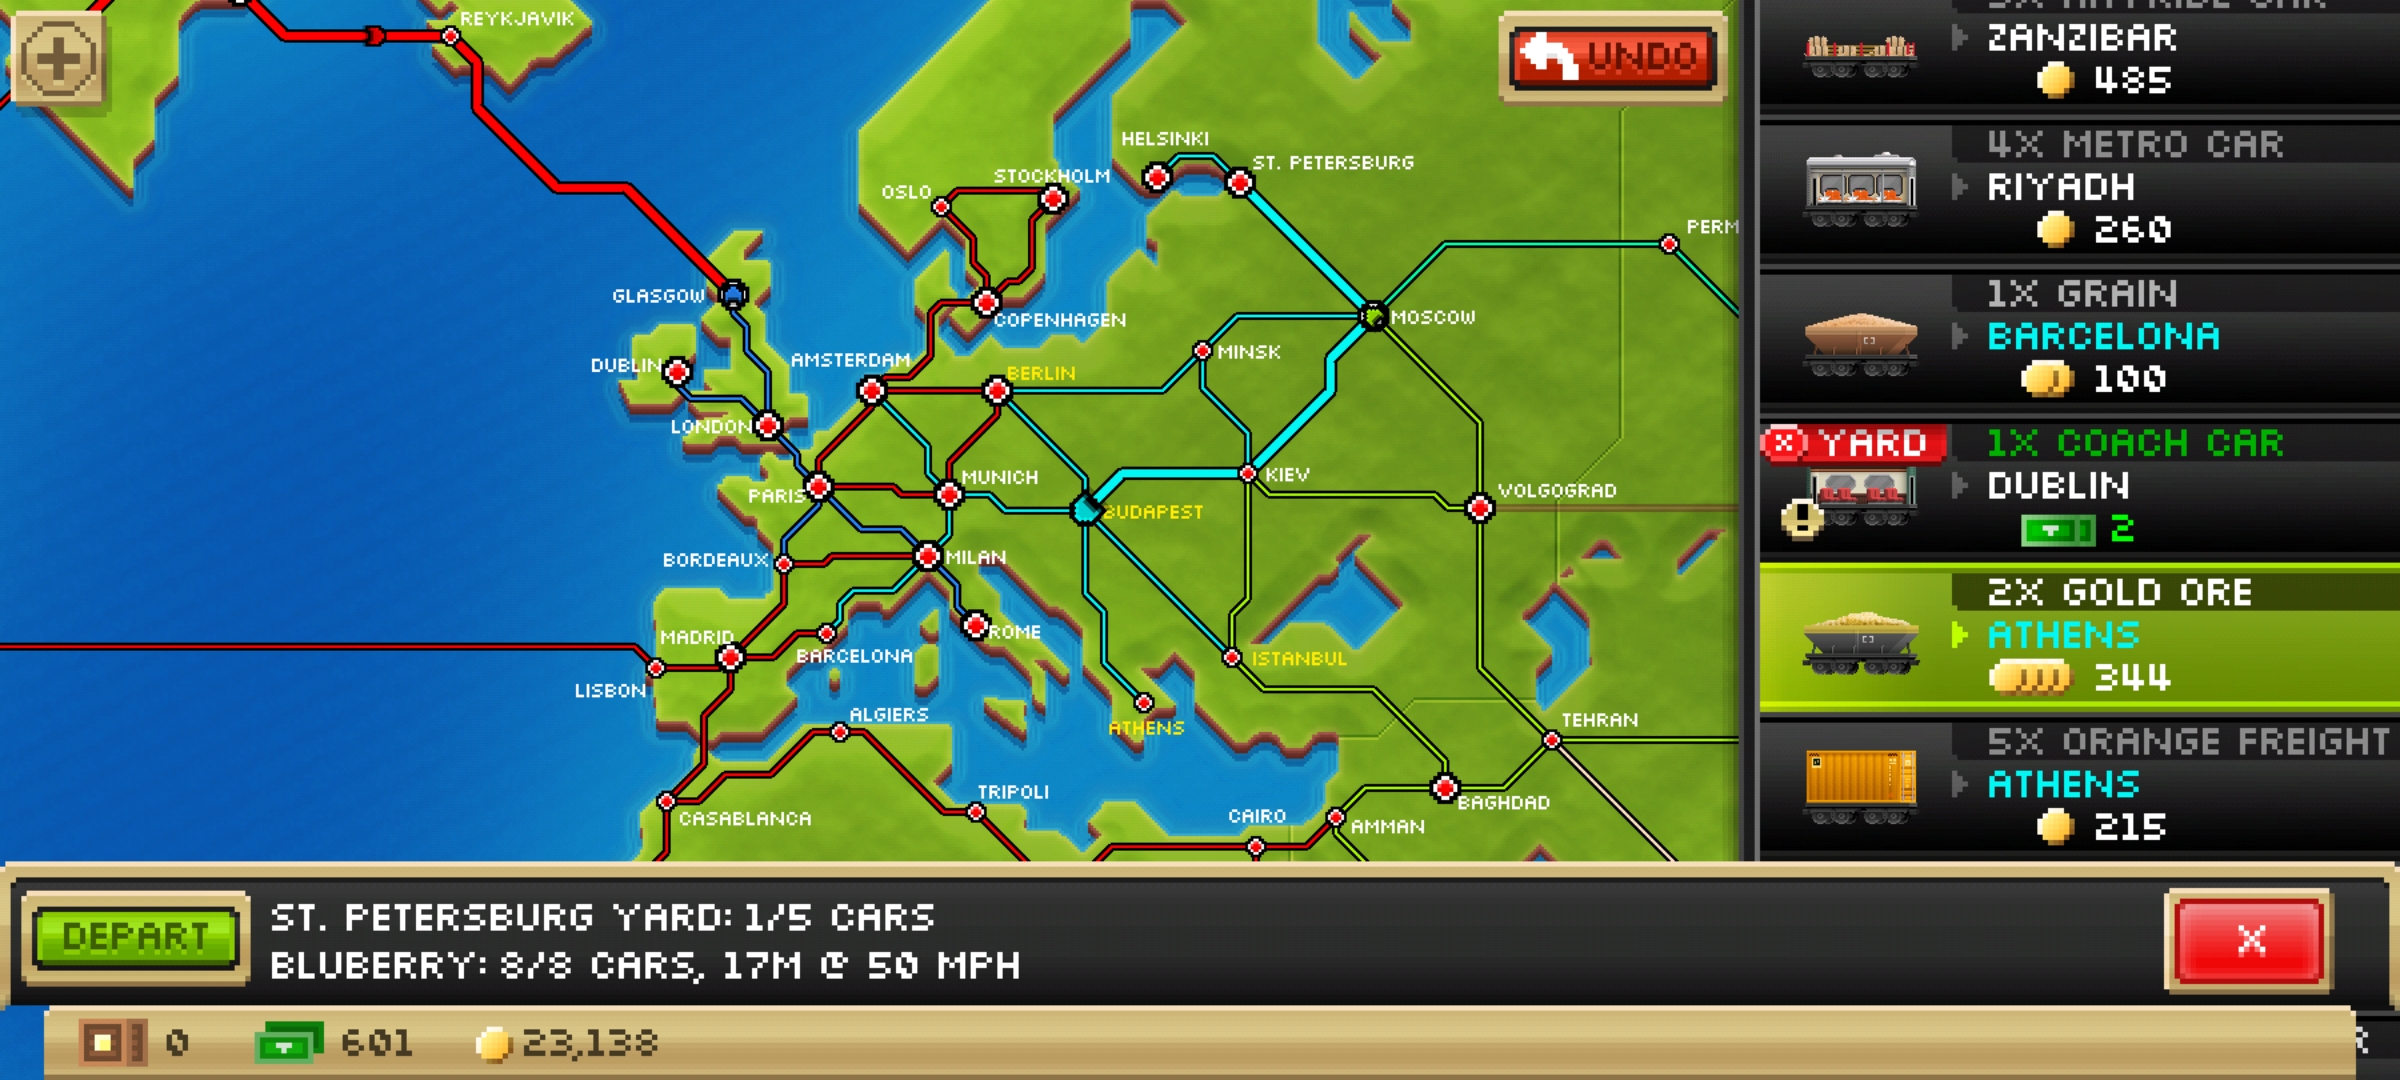 REYKJAVIK
UNDO
ZANZIBAR
485
HELSINKI
ST. PETERSBURG
4X METRO CAR
STOCKHOLM
OSLO
RIYADH
PERM
260
GLASGOW
COPENHAGEN
MOSCOW
1X GRAIN
BARCELONA
100
MINSK
AMSTERDAM
DUBLIN
BERLIN
LONDON
YARD
1X COACH CAR
DUBLIN
2
MUNICH
KIEV
PARIS
VOLGOGRAD
BUDAPEST
BORDEAUX
MILAN
2X GOLD ORE
ATHENS
344
MADRID
ROME
BARCELONA
ISTANBUL
LISBON
ALGIERS
ATHENS
TEHRAN
5X ORANGE FREIGHT
ATHENS
215
TRIPOLI
CASABLANCA
CAIRO
AMMAN
BAGHDAD
DEPART
ST. PETERSBURG YARD: 1/5 CARS
BLUBERRY: 8/8 CARS, 17M @ 50 MPH
X
0
601
23,138